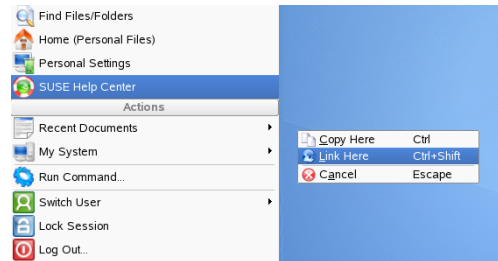 Find Files/Folders
Home (Personal Files)
Personal Settings
SUSE Help Center
Actions
Recent Documents
My System
Run Command...
Switch User
Lock Session
Log Out...
Copy Here Ctrl
Link Here Ctrl+Shift
Cancel Escape